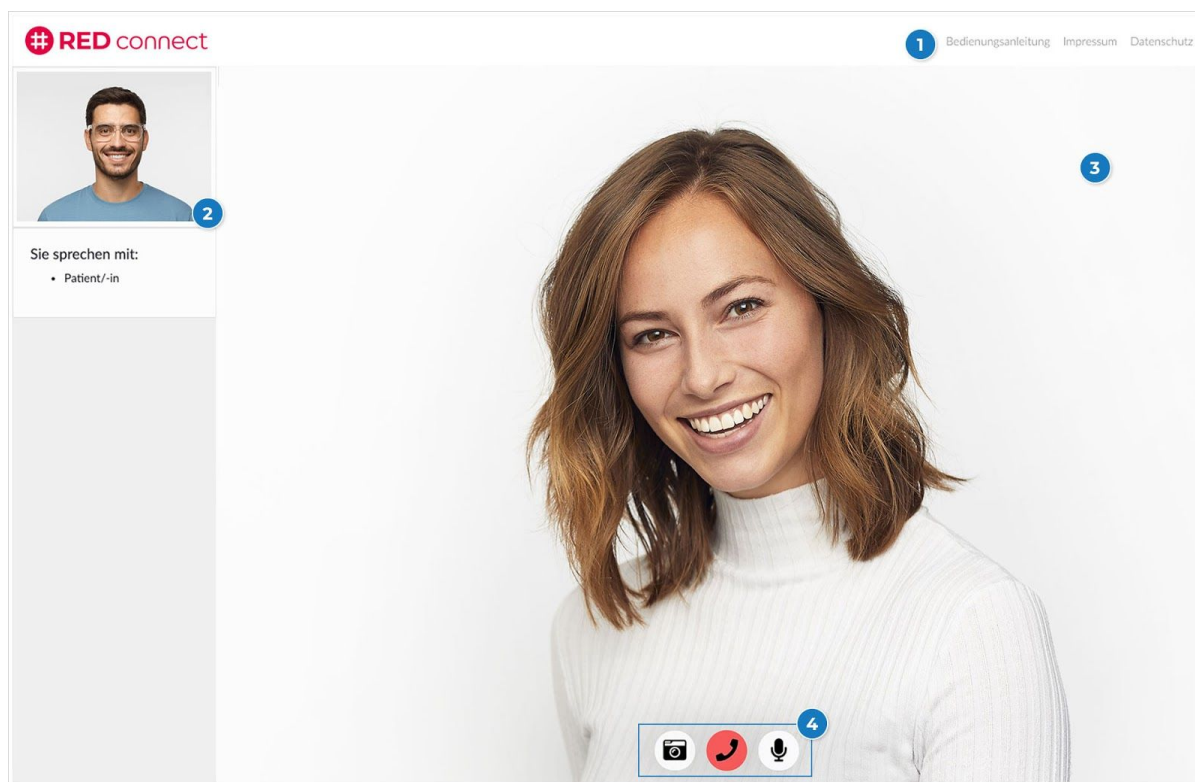 # RED connect
1 Bedienungsanleitung Impressum Datenschutz
3
2
Sie sprechen mit:
• Patient/-in
4